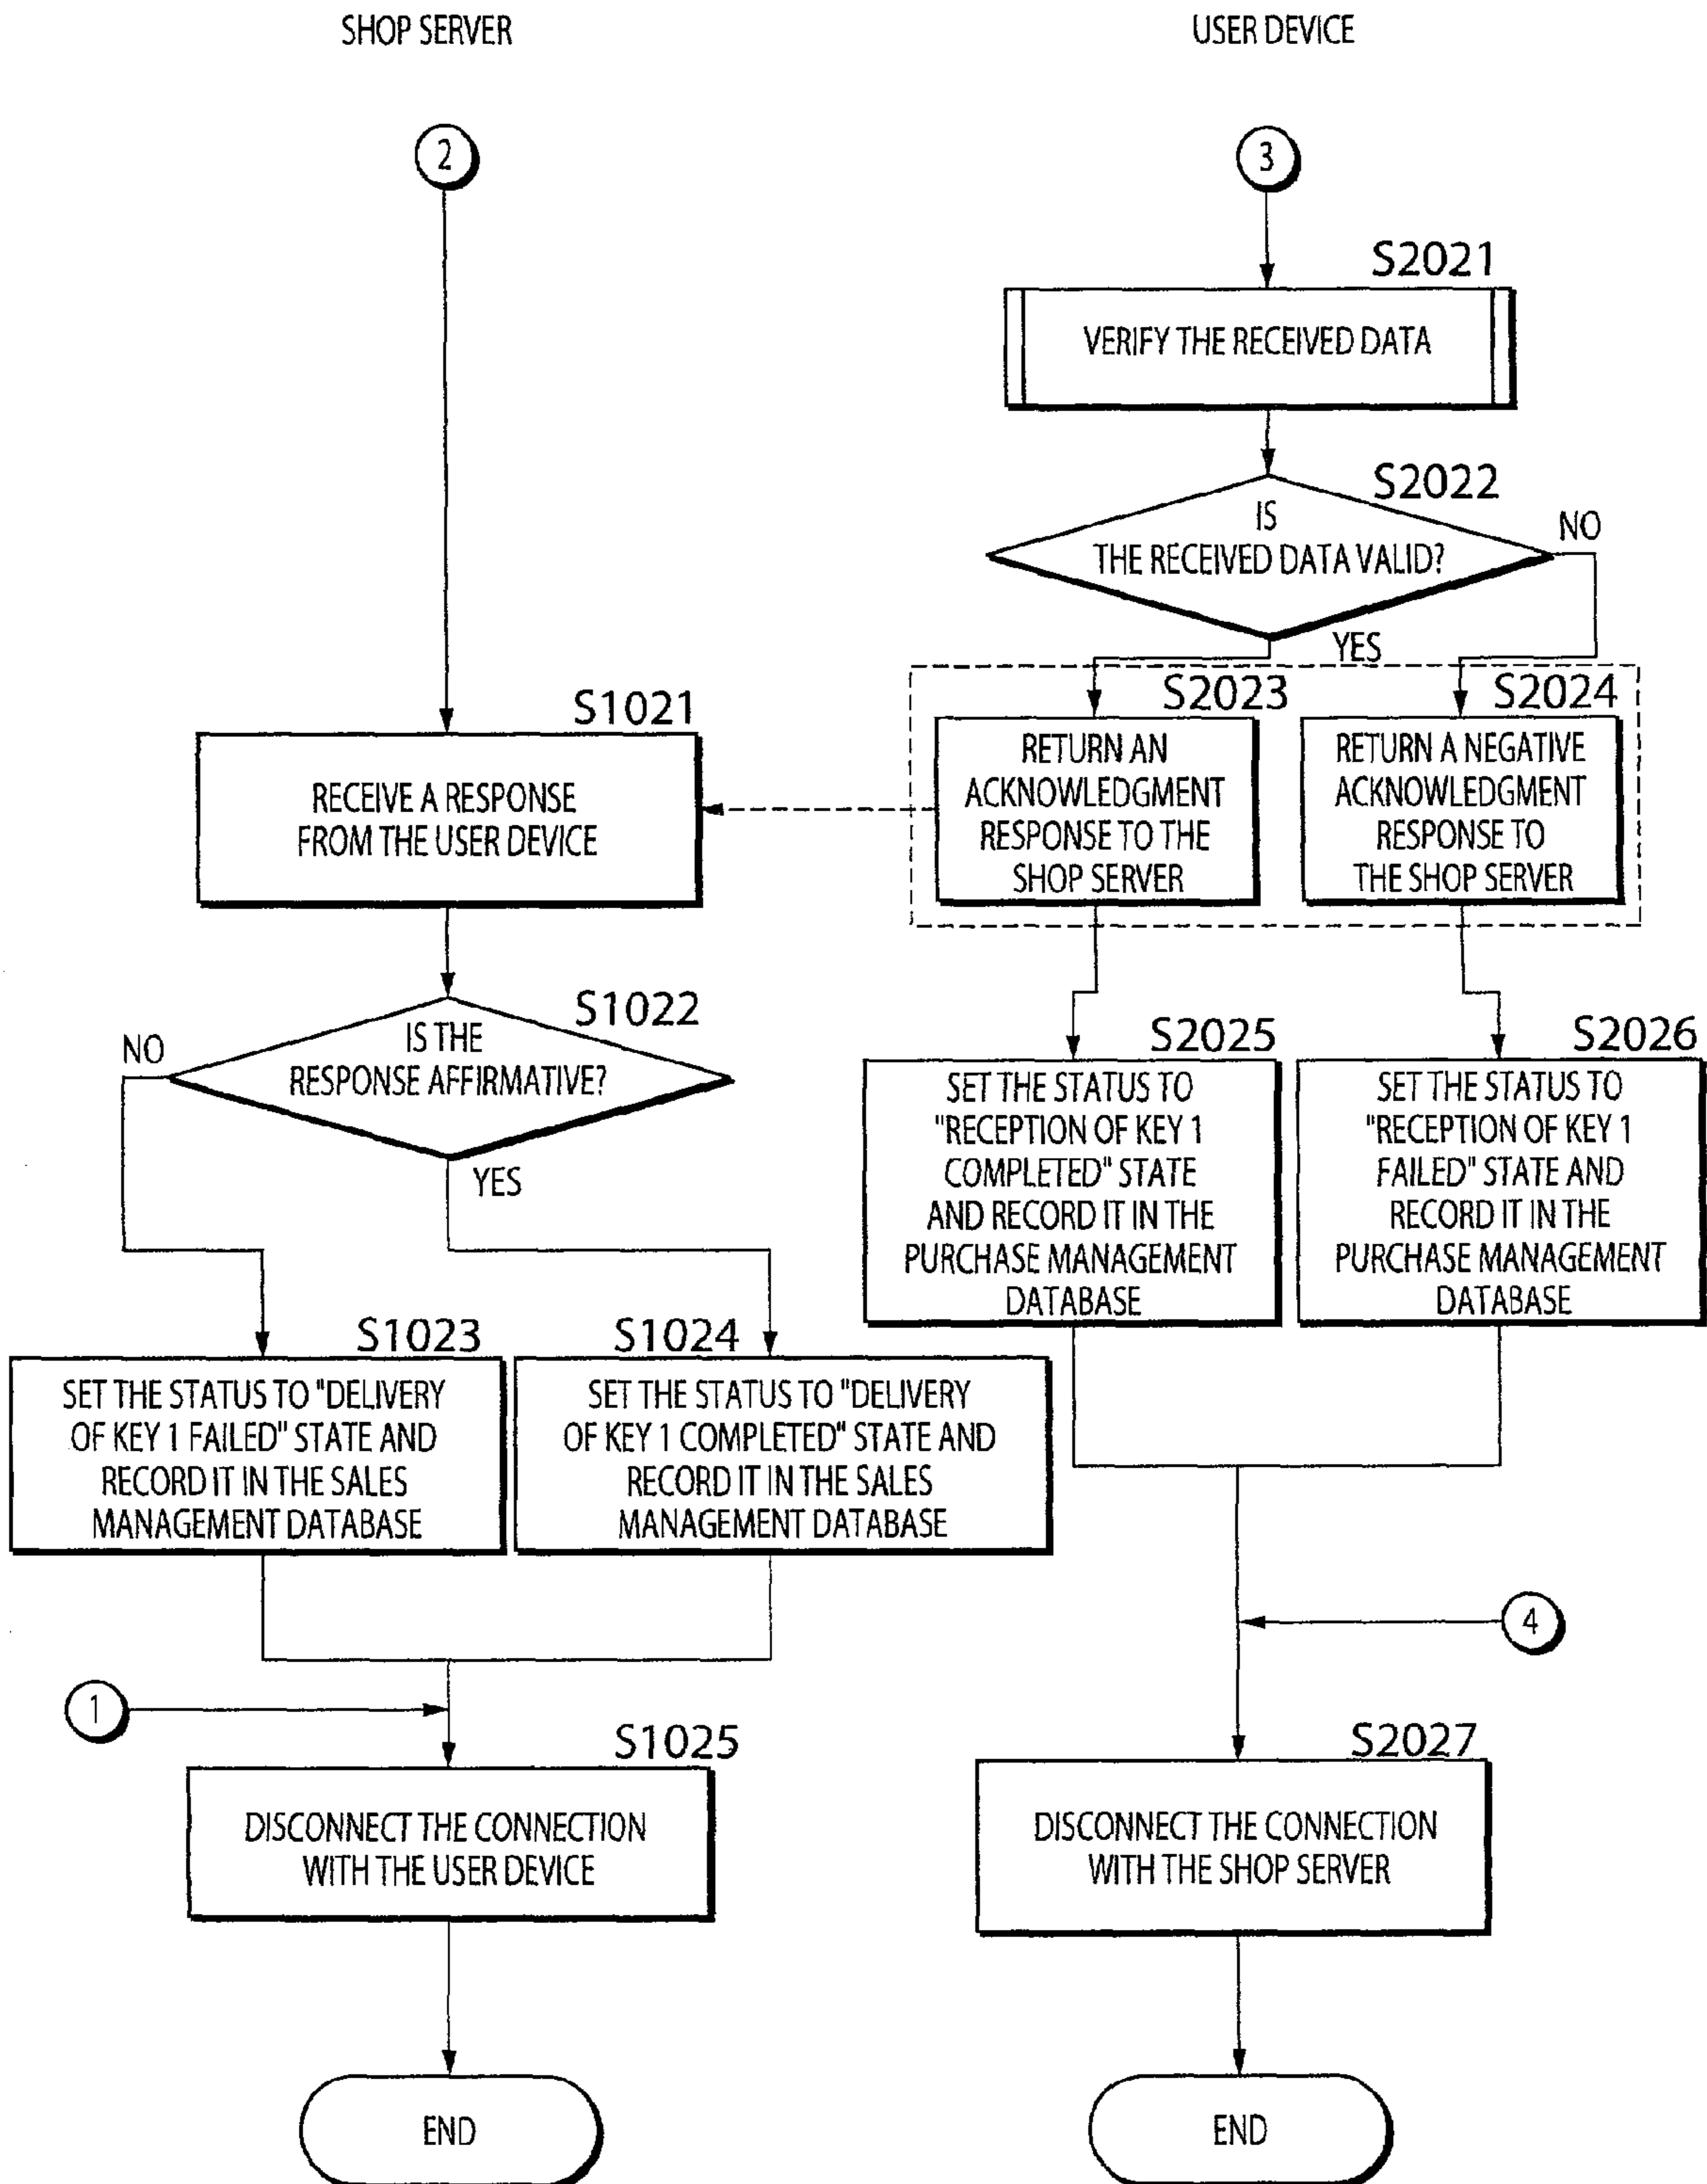 SHOP SERVER
USER DEVICE
2
3
S2021
VERIFY THE RECEIVED DATA
S2022
IS
THE RECEIVED DATA VALID?
NO
YES
S2023
RETURN AN
ACKNOWLEDGMENT
RESPONSE TO THE
SHOP SERVER
S2024
RETURN A NEGATIVE
ACKNOWLEDGMENT
RESPONSE TO
THE SHOP SERVER
S1021
RECEIVE A RESPONSE
FROM THE USER DEVICE
S1022
IS THE
RESPONSE AFFIRMATIVE?
NO
YES
S2025
SET THE STATUS TO
"RECEPTION OF KEY 1
COMPLETED" STATE
AND RECORD IT IN THE
PURCHASE MANAGEMENT
DATABASE
S2026
SET THE STATUS TO
"RECEPTION OF KEY 1
FAILED" STATE AND
RECORD IT IN THE
PURCHASE MANAGEMENT
DATABASE
S1023
SET THE STATUS TO "DELIVERY
OF KEY 1 FAILED" STATE AND
RECORD IT IN THE SALES
MANAGEMENT DATABASE
S1024
SET THE STATUS TO "DELIVERY
OF KEY 1 COMPLETED" STATE AND
RECORD IT IN THE SALES
MANAGEMENT DATABASE
4
1
S1025
DISCONNECT THE CONNECTION
WITH THE USER DEVICE
S2027
DISCONNECT THE CONNECTION
WITH THE SHOP SERVER
END
END